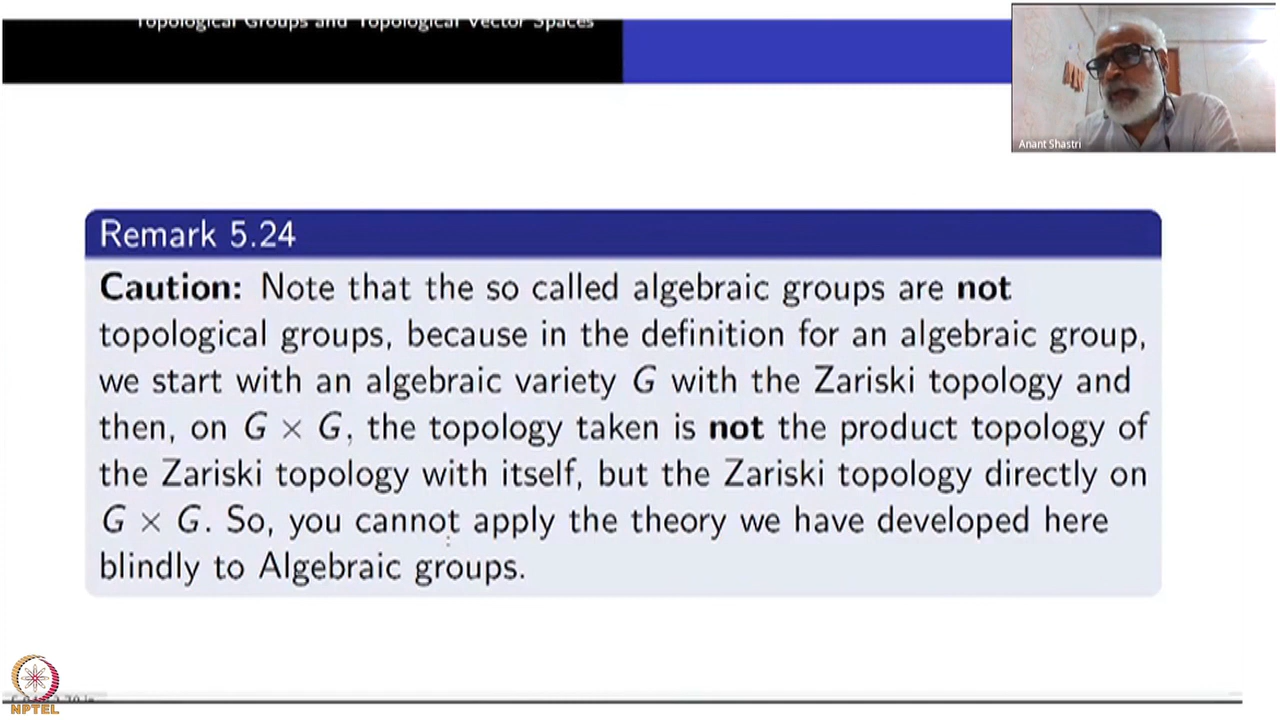 Topological Groups and Topological Vector Spaces
Anant Shastri
Remark 5.24
Caution: Note that the so called algebraic groups are not
topological groups, because in the definition for an algebraic group,
we start with an algebraic variety G with the Zariski topology and
then, on G × G, the topology taken is not the product topology of
the Zariski topology with itself, but the Zariski topology directly on
G × G. So, you cannot apply the theory we have developed here
blindly to Algebraic groups.
NPTEL